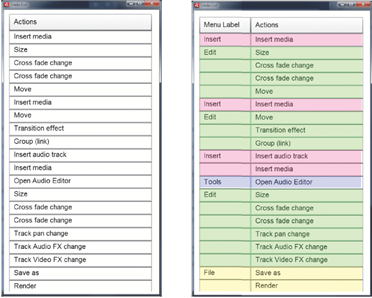 Actions
Insert media
Size
Cross fade change
Cross fade change
Move
Insert media
Move
Transition effect
Group (link)
Insert audio track
Insert media
Open Audio Editor
Size
Cross fade change
Cross fade change
Track pan change
Track Audio FX change
Track Video FX change
Save as
Render
Menu Label Actions
Insert Insert media
Edit Size
Cross fade change
Cross fade change
Move
Insert Insert media
Edit Move
Transition effect
Group (link)
Insert Insert audio track
Insert media
Tools Open Audio Editor
Edit Size
Cross fade change
Cross fade change
Track pan change
Track Audio FX change
Track Video FX change
File Save as
Render